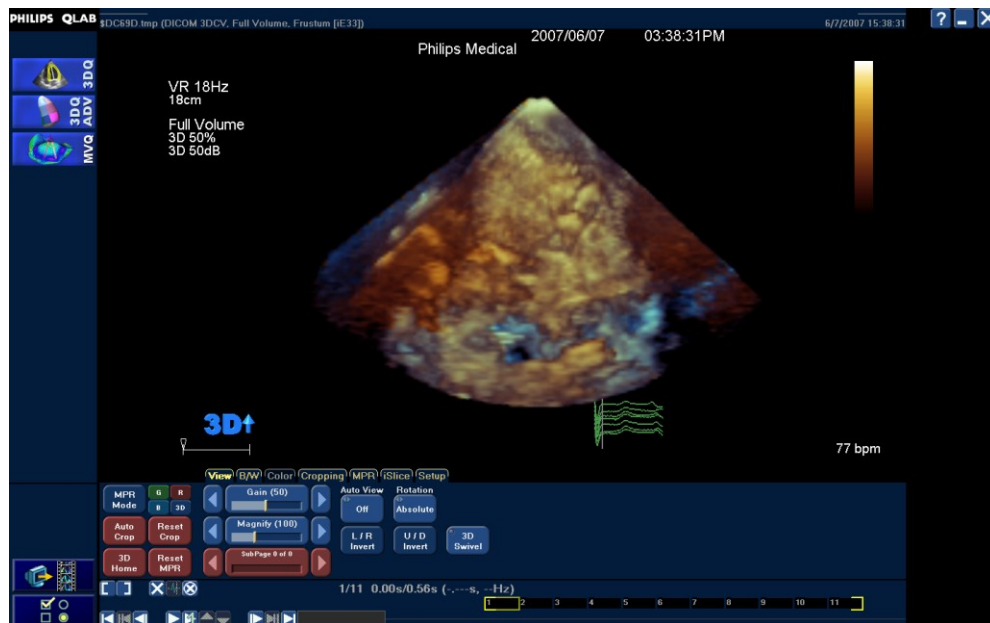 PHILIPS QLAB
$DC69D.tmp (DICOM 3DCV, Full Volume, Frustum [iE33])
6/7/2007 15:38:31
?
2007/06/07 03:38:31PM
Philips Medical
3DQ
3DQ ADV
MVQ
VR 18Hz
18cm
Full Volume
3D 50%
3D 50dB
3D
77 bpm
View B/W Color Cropping MPR iSlice Setup
MPR Mode
G R
B 3D
Gain (50)
Auto View
Off
Rotation
Absolute
Auto Crop
Reset Crop
Magnify (100)
L / R Invert
U / D Invert
3D Swivel
3D Home
Reset MPR
SubPage 0 of 0
1/11 0.00s/0.56s (-.---s, --Hz)
1 2 3 4 5 6 7 8 9 10 11